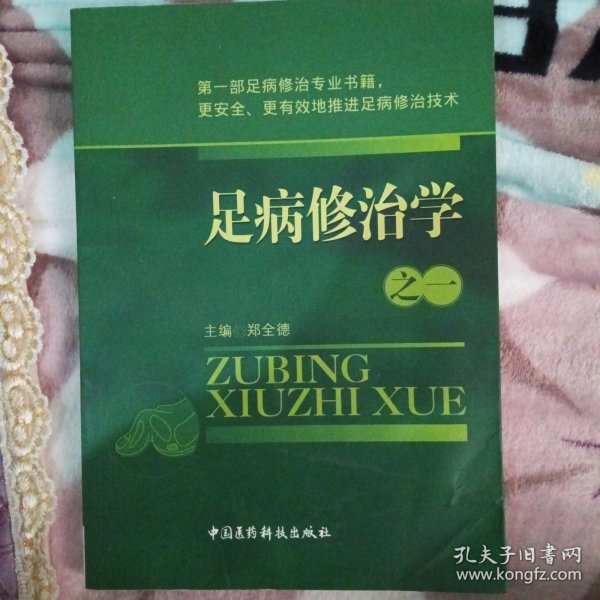 第一部足病修治专业书籍，
更安全、更有效地推进足病修治技术
足病修治学
之一
主编◎郑全德
ZUBING
XIUZHI XUE
中国医药科技出版社
孔夫子旧书网
www.kongfz.com